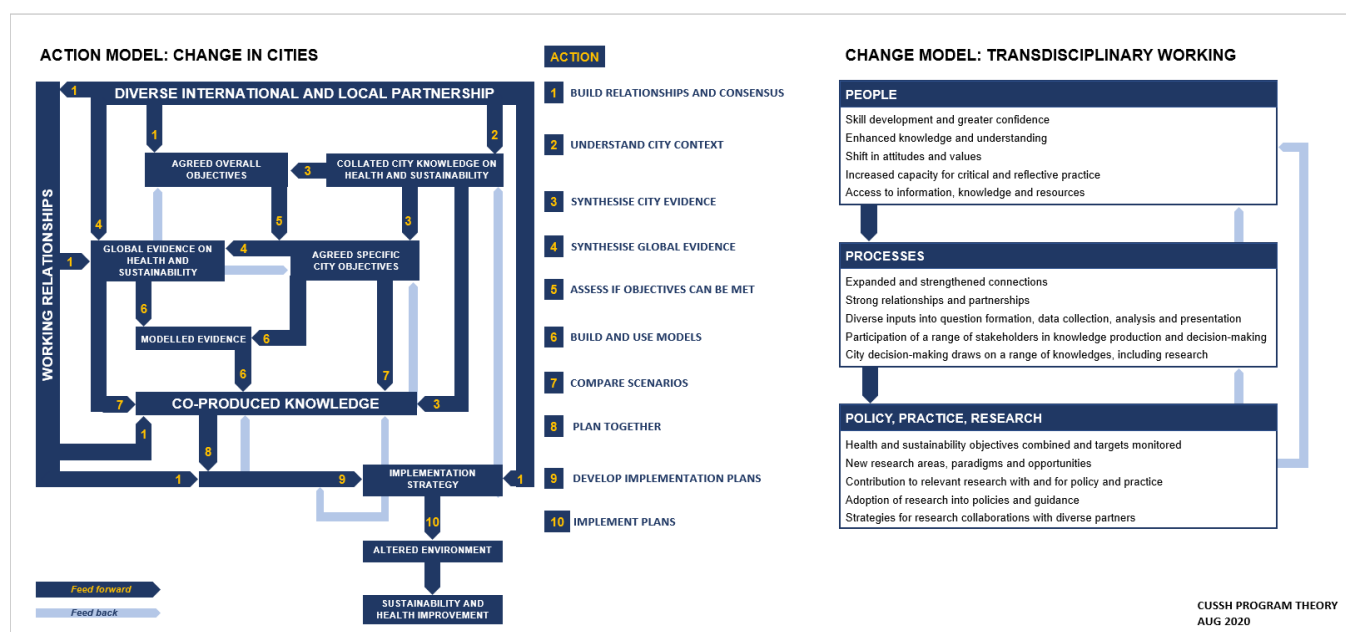 ACTION MODEL: CHANGE IN CITIES
1
DIVERSE INTERNATIONAL AND LOCAL PARTNERSHIP
1
2
AGREED OVERALL
OBJECTIVES
3
COLLATED CITY KNOWLEDGE ON
HEALTH AND SUSTAINABILITY
WORKING RELATIONSHIPS
4
5
3
1
GLOBAL EVIDENCE ON
HEALTH AND
SUSTAINABILITY
4
AGREED SPECIFIC
CITY OBJECTIVES
6
MODELLED EVIDENCE
6
6
7
7
CO-PRODUCED KNOWLEDGE
3
1
8
1
9
IMPLEMENTATION
STRATEGY
1
10
ALTERED ENVIRONMENT
SUSTAINABILITY AND
HEALTH IMPROVEMENT
Feed forward
Feed back
ACTION
1 BUILD RELATIONSHIPS AND CONSENSUS
2 UNDERSTAND CITY CONTEXT
3 SYNTHESISE CITY EVIDENCE
4 SYNTHESISE GLOBAL EVIDENCE
5 ASSESS IF OBJECTIVES CAN BE MET
6 BUILD AND USE MODELS
7 COMPARE SCENARIOS
8 PLAN TOGETHER
9 DEVELOP IMPLEMENTATION PLANS
10 IMPLEMENT PLANS
CHANGE MODEL: TRANSDISCIPLINARY WORKING
PEOPLE
Skill development and greater confidence
Enhanced knowledge and understanding
Shift in attitudes and values
Increased capacity for critical and reflective practice
Access to information, knowledge and resources
PROCESSES
Expanded and strengthened connections
Strong relationships and partnerships
Diverse inputs into question formation, data collection, analysis and presentation
Participation of a range of stakeholders in knowledge production and decision-making
City decision-making draws on a range of knowledges, including research
POLICY, PRACTICE, RESEARCH
Health and sustainability objectives combined and targets monitored
New research areas, paradigms and opportunities
Contribution to relevant research with and for policy and practice
Adoption of research into policies and guidance
Strategies for research collaborations with diverse partners
CUSSH PROGRAM THEORY
AUG 2020